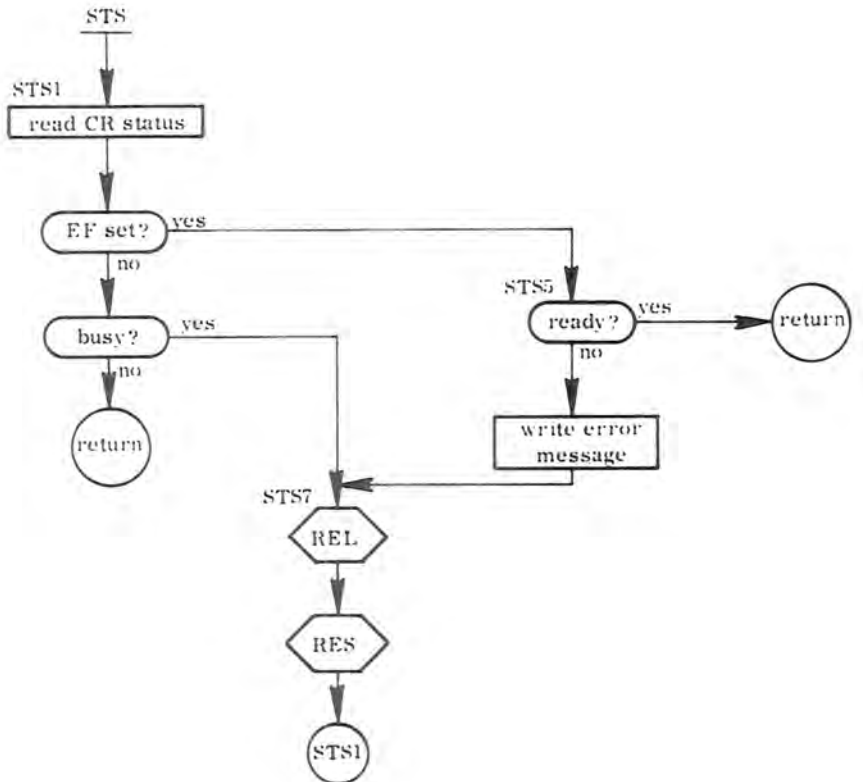 STS
STS1
read CR status
EF set?
yes
no
STS5
busy?
yes
no
ready?
yes
no
return
return
write error
message
STS7
REL
RES
STS1